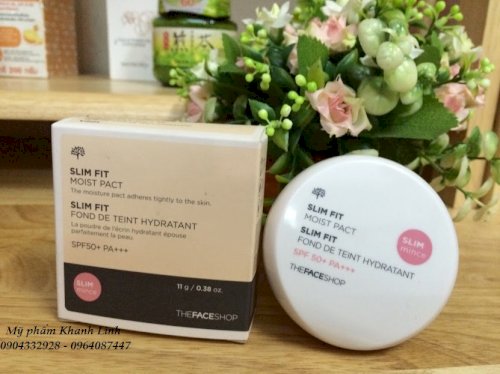 SLIM FIT
MOIST PACT
The moisture pact adheres tightly to the skin.
SLIM FIT
FOND DE TEINT HYDRATANT
La poudre de l'écrin hydratant épouse
parfaitement la peau.
SPF50+ PA+++
SLIM
mince
11 g / 0.38 oz.
THEFACESHOP
SLIM FIT
MOIST PACT
SLIM FIT
FOND DE TEINT HYDRATANT
SPF 50+ PA+++
SLIM
mince
THEFACESHOP
Mỹ phẩm Khanh Linh
0904332928 - 0964087447